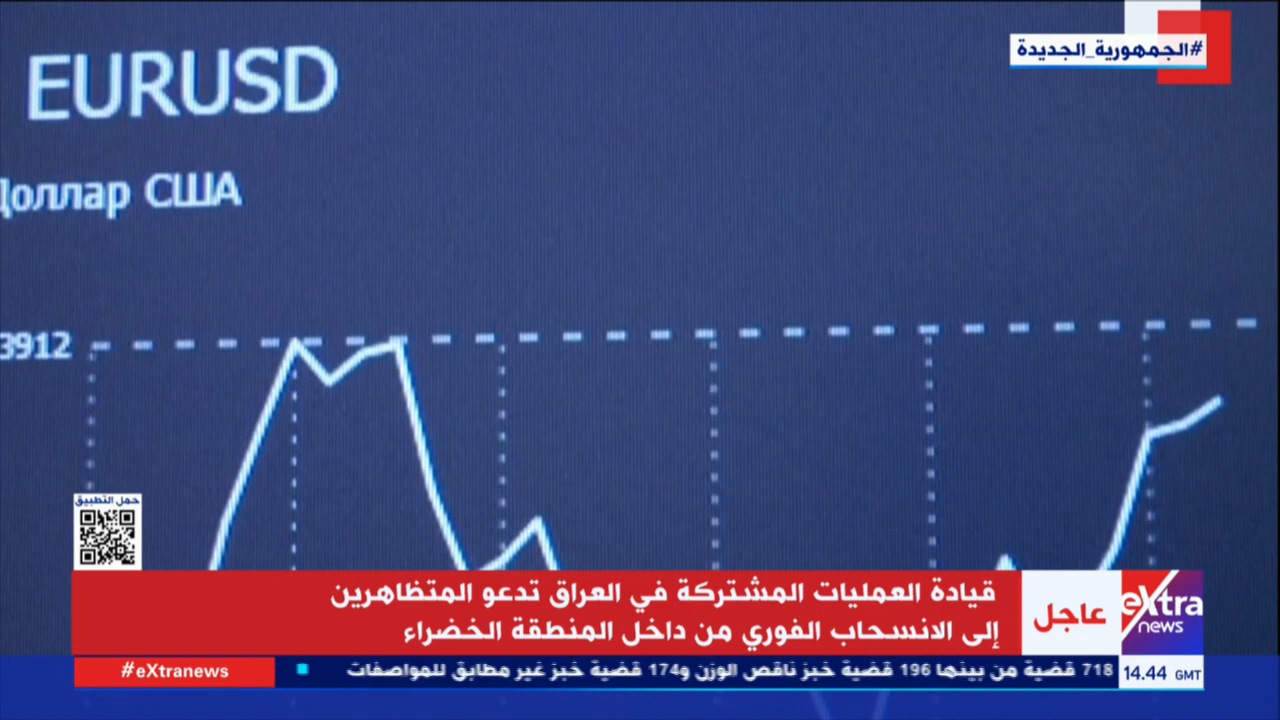 #الجمهورية_الجديدة
EURUSD
Доллар США
3912
حمل التطبيق
قيادة العمليات المشتركة في العراق تدعو المتظاهرين
إلى الانسحاب الفوري من داخل المنطقة الخضراء
عاجل
eXtra
news
#eXtranews
718 قضية من بينها 196 قضية خبز ناقص الوزن و174 قضية خبز غير مطابق للمواصفات
14.44 GMT